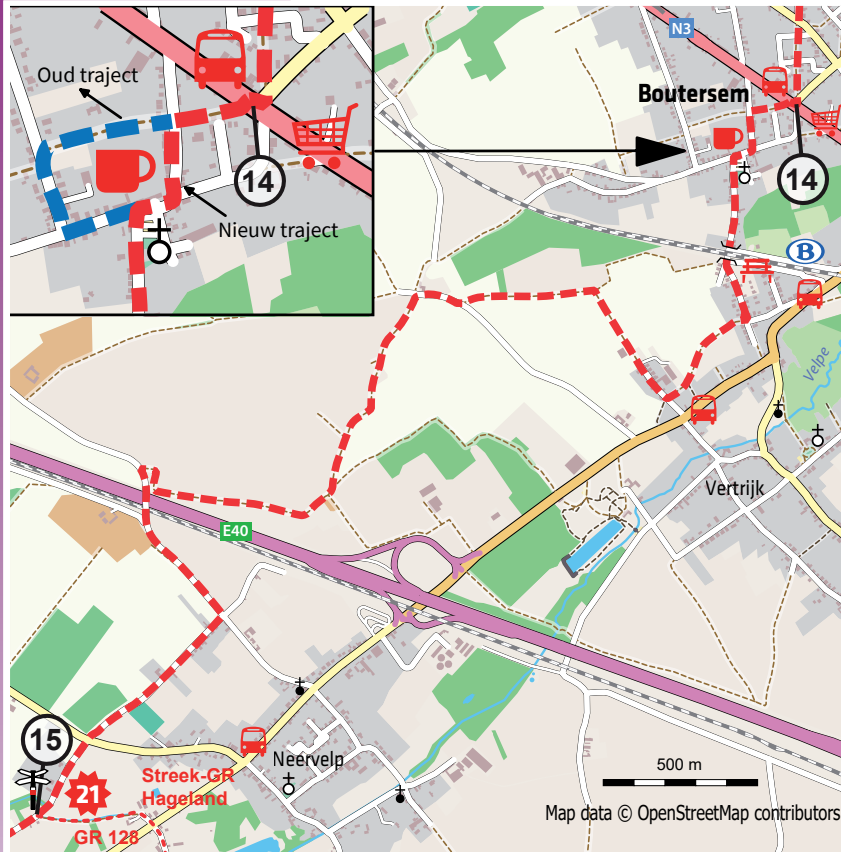 Oud traject
14
Nieuw traject
N3
Boutersem
14
B
Velpe
Vertrijk
E40
15
21
Streek-GR
Hageland
GR 128
Neervelp
500 m
Map data © OpenStreetMap contributors